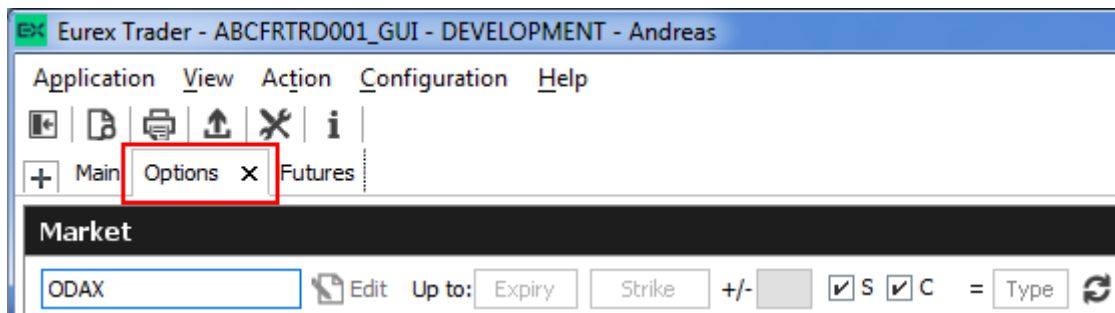 EX Eurex Trader - ABCFRTRD001_GUI - DEVELOPMENT - Andreas
Application View Action Configuration Help
i
+ Main Options × Futures
Market
ODAX Edit Up to: Expiry Strike +/- S C = Type